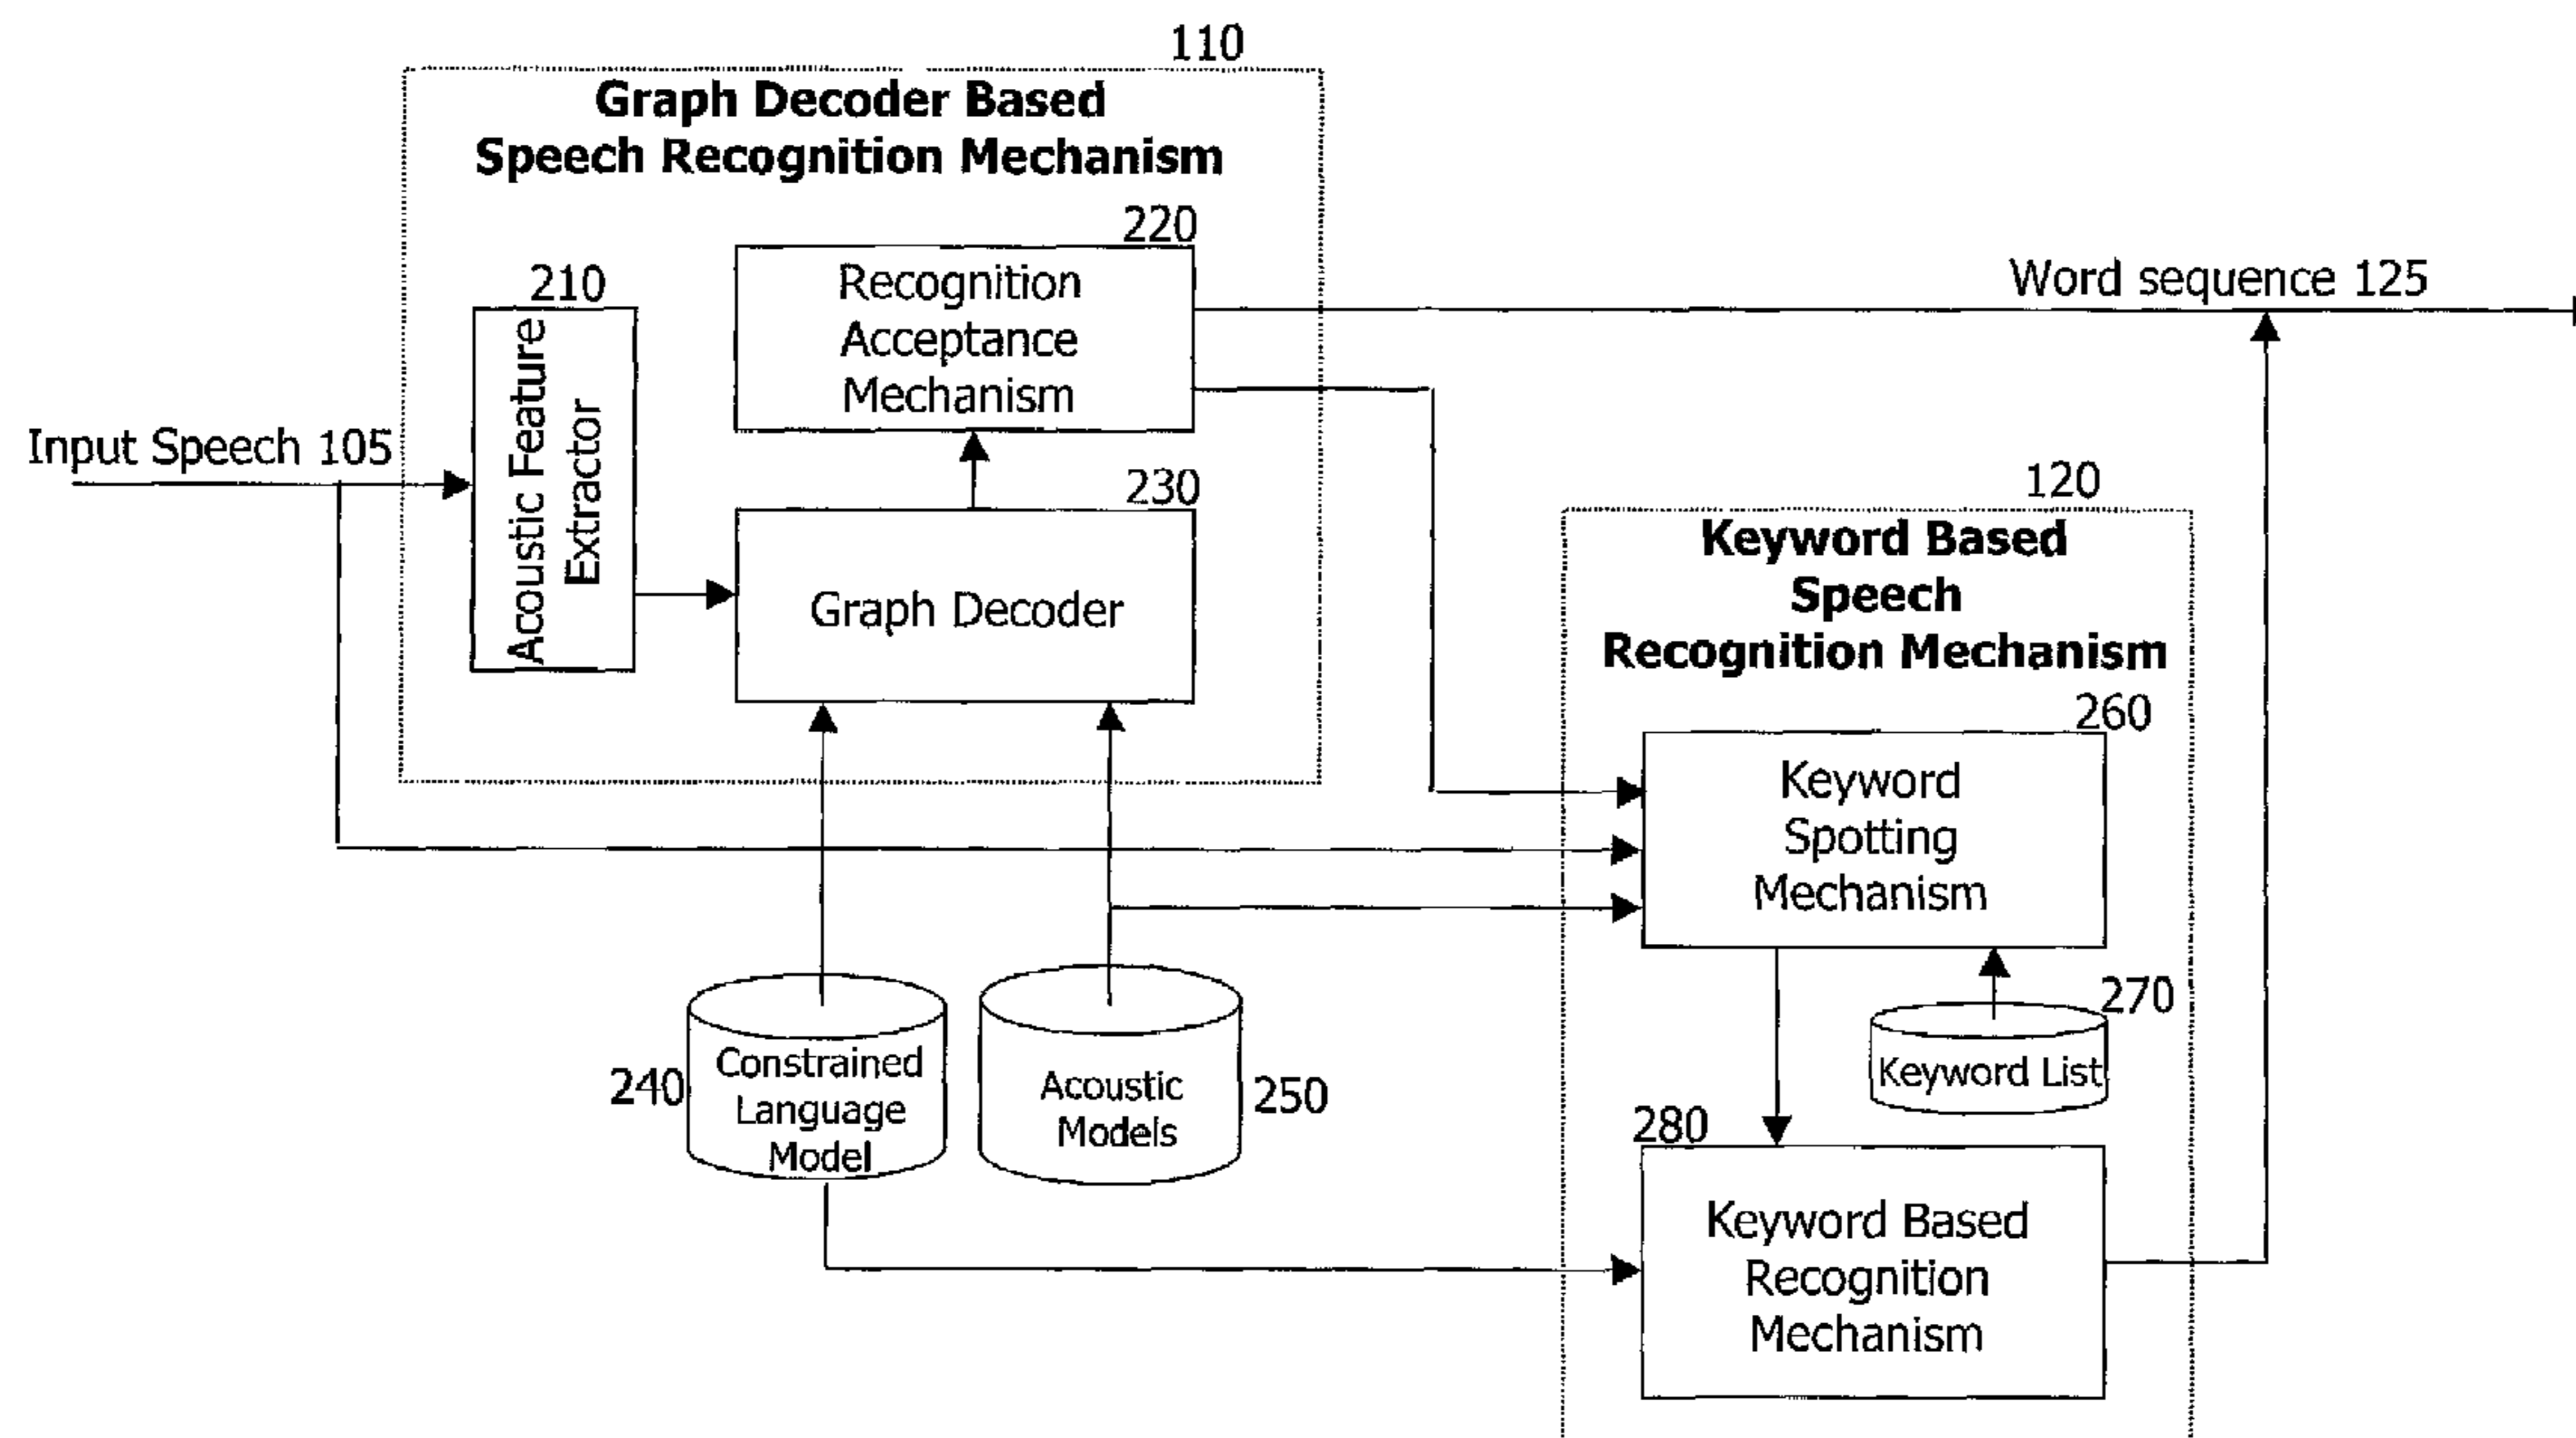 110
Graph Decoder Based
Speech Recognition Mechanism
220
Recognition
Acceptance
Mechanism
210
Acoustic Feature
Extractor
Word sequence 125
Input Speech 105
230
Graph Decoder
120
Keyword Based
Speech
Recognition Mechanism
260
Keyword
Spotting
Mechanism
270
Keyword List
240
Constrained
Language
Model
Acoustic
Models
250
280
Keyword Based
Recognition
Mechanism